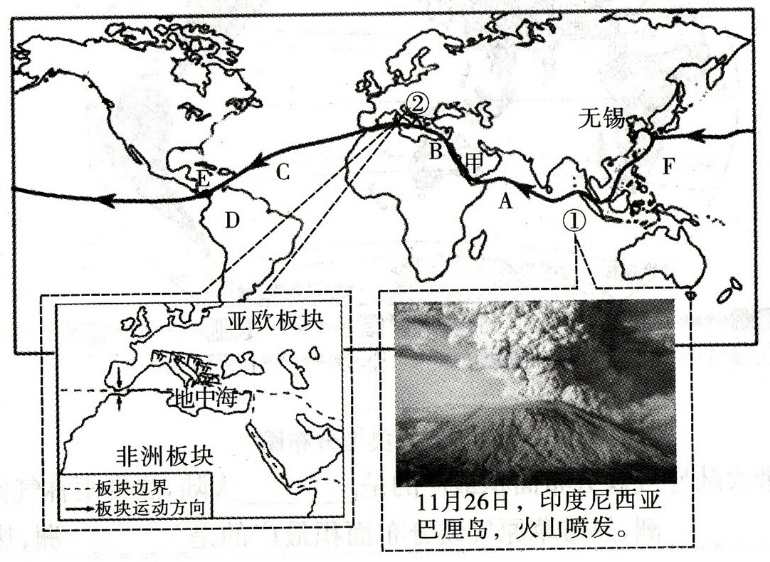 ②
无锡
B
甲
C
E
F
A
D
①
亚欧板块
地中海
非洲板块
板块边界
板块运动方向
11月26日，印度尼西亚
巴厘岛，火山喷发。